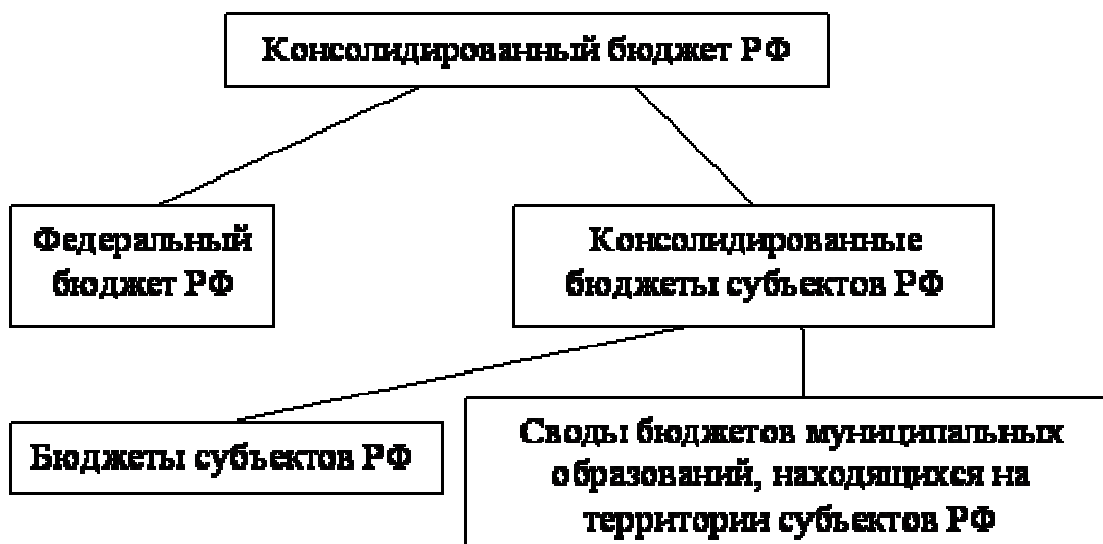 Консолидированный бюджет РФ
Федеральный
бюджет РФ
Консолидированные
бюджеты субъектов РФ
Бюджеты субъектов РФ
Своды бюджетов муниципальных
образований, находящихся на
территории субъектов РФ